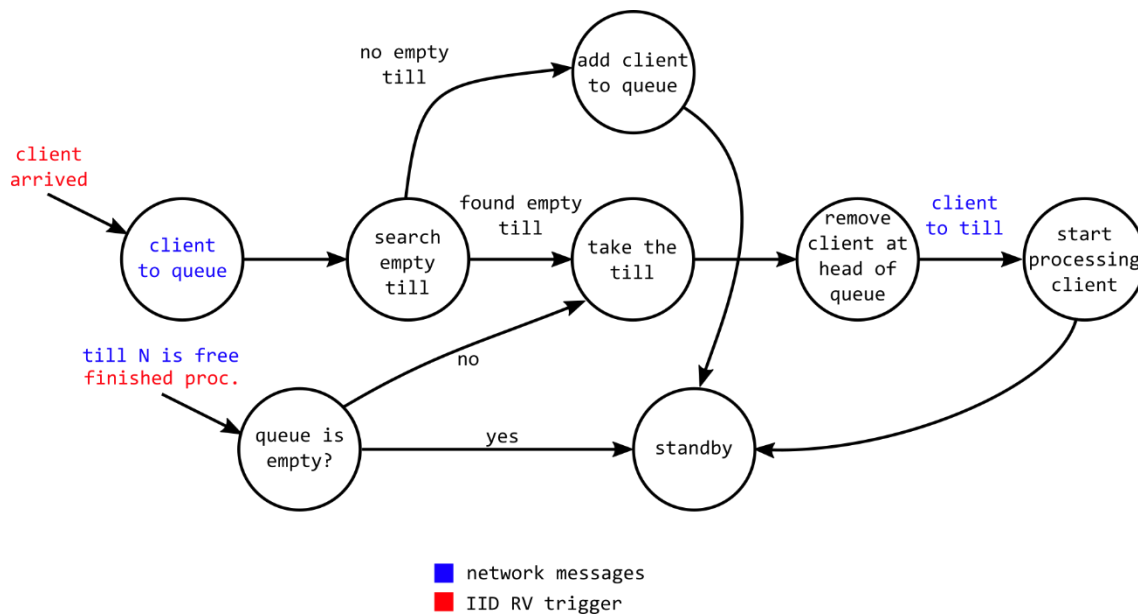 no empty
till
add client
to queue
client
arrived
client
to queue
search
empty
till
found empty
till
take the
till
remove
client at
head of
queue
client
to till
start
processing
client
till N is free
finished proc.
no
queue is
empty?
yes
standby
network messages
IID RV trigger